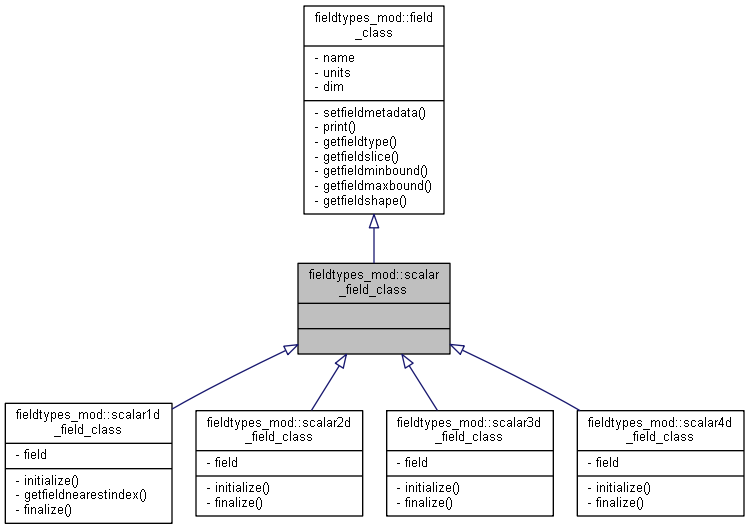 fieldtypes_mod::field
_class
- name
- units
- dim
- setfieldmetadata()
- print()
- getfieldtype()
- getfieldslice()
- getfieldminbound()
- getfieldmaxbound()
- getfieldshape()
fieldtypes_mod::scalar
_field_class
fieldtypes_mod::scalar1d
_field_class
- field
- initialize()
- getfieldnearestindex()
- finalize()
fieldtypes_mod::scalar2d
_field_class
- field
- initialize()
- finalize()
fieldtypes_mod::scalar3d
_field_class
- field
- initialize()
- finalize()
fieldtypes_mod::scalar4d
_field_class
- field
- initialize()
- finalize()